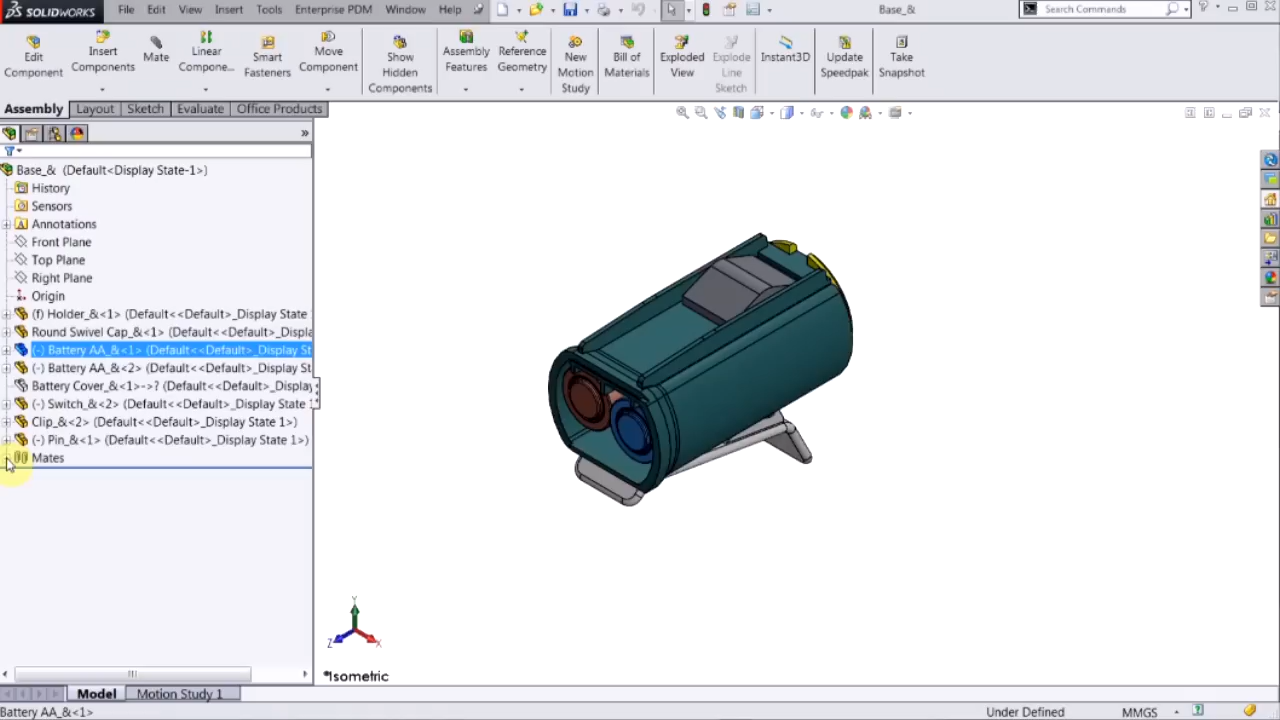 SOLIDWORKS File Edit View Insert Tools Enterprise PDM Window Help Base_& Search Commands
Edit Component
Insert Components
Mate
Linear Compone...
Smart Fasteners
Move Component
Show Hidden Components
Assembly Features
Reference Geometry
New Motion Study
Bill of Materials
Exploded View
Explode Line Sketch
Instant3D
Update Speedpak
Take Snapshot
Assembly Layout Sketch Evaluate Office Products
Base_& (Default<Display State-1>)
History
Sensors
Annotations
Front Plane
Top Plane
Right Plane
Origin
(f) Holder_&<1> (Default<<Default>_Display State
Round Swivel Cap_&<1> (Default<<Default>_Displa
(-) Battery AA_&<1> (Default<<Default>_Display St
(-) Battery AA_&<2> (Default<<Default>_Display St
Battery Cover_&<1>->? (Default<<Default>_Display
(-) Switch_&<2> (Default<<Default>_Display State 1
Clip_&<2> (Default<<Default>_Display State 1>)
(-) Pin_&<1> (Default<<Default>_Display State 1>)
Mates
Y
Z X
*Isometric
Model Motion Study 1
Battery AA_&<1> Under Defined MMGS